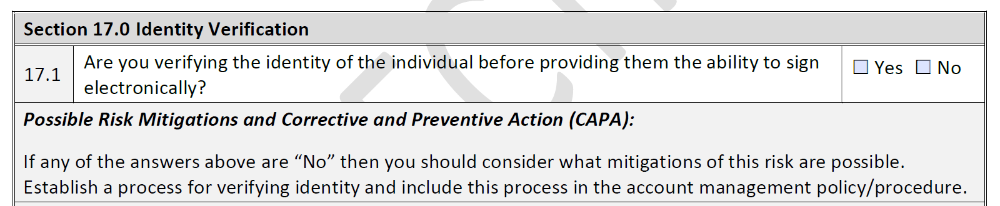 Section 17.0 Identity Verification
17.1
Are you verifying the identity of the individual before providing them the ability to sign
electronically?
☐ Yes ☐ No
Possible Risk Mitigations and Corrective and Preventive Action (CAPA):
If any of the answers above are “No” then you should consider what mitigations of this risk are possible.
Establish a process for verifying identity and include this process in the account management policy/procedure.